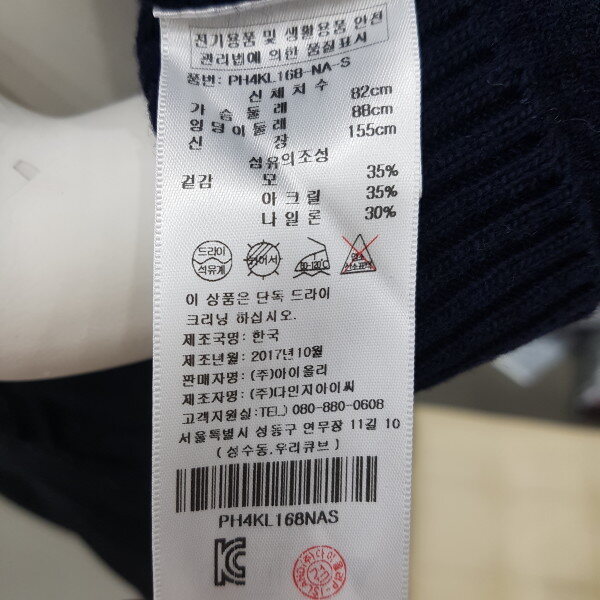 전기용품 및 생활용품 안전
관리법에 의한 품질표시
품번: PH4KL168-NA-S
신체치수
가슴둘레 82cm
엉덩이둘레 88cm
신 장 155cm
섬유의조성
겉감 모 35%
아크릴 35%
나일론 30%
드라이
석유계
80-120℃
염소
산소표백
이 상품은 단독 드라이
크리닝 하십시오.
제조국명: 한국
제조년월: 2017년10월
판매자명: (주)아이올리
제조자명: (주)다인지아이씨
고객지원실:TEL) 080-880-0608
서울특별시 성동구 연무장 11길 10
(성수동,우리큐브)
PH4KL168NAS